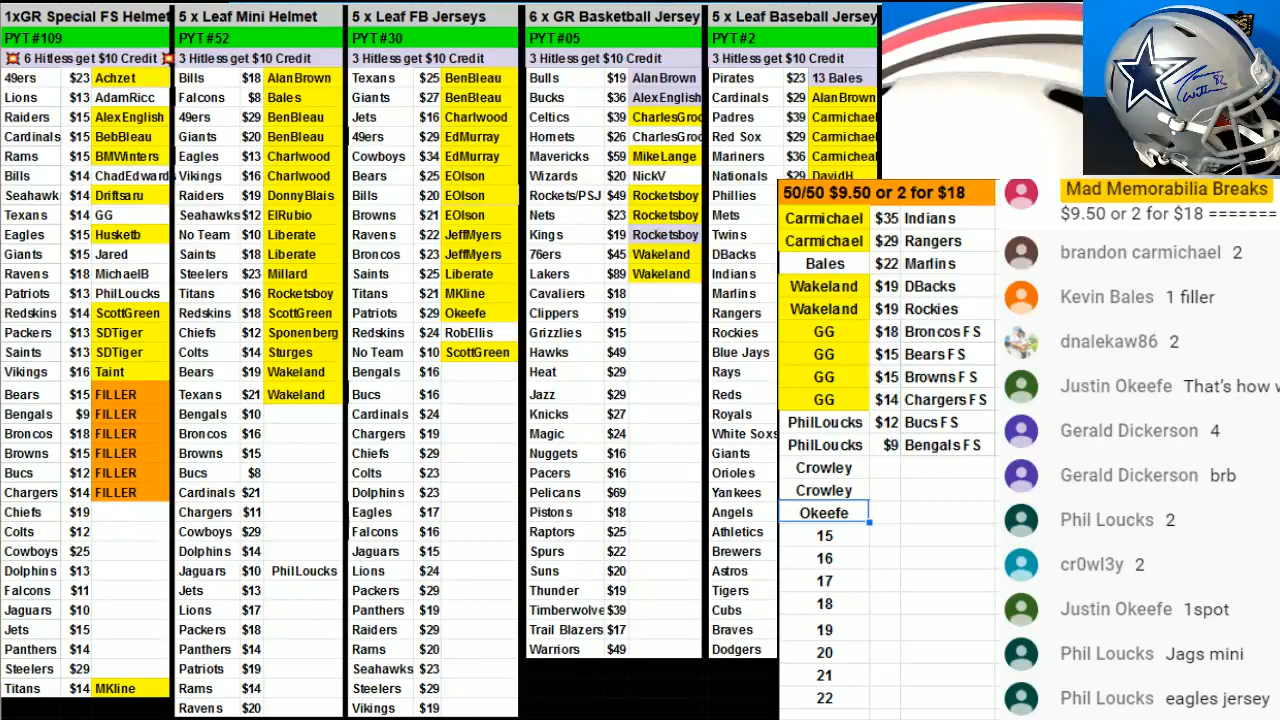 1xGR Special FS Helmet
PYT #109
💥 6 Hitless get $10 Credit 💥
49ers $23 Achzet
Lions $13 AdamRicc
Raiders $15 AlexEnglish
Cardinals $15 BebBleau
Rams $15 BMWinters
Bills $14 ChadEdwards
Seahawk $14 Driftsaru
Texans $14 GG
Eagles $15 Husketb
Giants $15 Jared
Ravens $18 MichaelB
Patriots $13 PhilLoucks
Redskins $14 ScottGreen
Packers $13 SDTiger
Saints $13 SDTiger
Vikings $16 Taint
Bears $15 FILLER
Bengals $9 FILLER
Broncos $18 FILLER
Browns $15 FILLER
Bucs $12 FILLER
Chargers $14 FILLER
Chiefs $19
Colts $12
Cowboys $25
Dolphins $13
Falcons $11
Jaguars $10
Jets $15
Panthers $14
Steelers $29
Titans $14 MKline
5 x Leaf Mini Helmet
PYT #52
3 Hitless get $10 Credit
Bills $18 AlanBrown
Falcons $8 Bales
49ers $29 BenBleau
Giants $20 BenBleau
Eagles $13 Charlwood
Vikings $16 Charlwood
Raiders $19 DonnyBlais
Seahawks $12 ElRubio
No Team $10 Liberate
Saints $18 Liberate
Steelers $23 Millard
Titans $16 Rocketsboy
Redskins $18 ScottGreen
Chiefs $12 Sponenberg
Colts $14 Sturges
Bears $19 Wakeland
Texans $21 Wakeland
Bengals $10
Broncos $16
Browns $15
Bucs $8
Cardinals $21
Chargers $11
Cowboys $29
Dolphins $14
Jaguars $10 PhilLoucks
Jets $13
Lions $17
Packers $18
Panthers $14
Patriots $19
Rams $14
Ravens $20
5 x Leaf FB Jerseys
PYT #30
3 Hitless get $10 Credit
Texans $25 BenBleau
Giants $27 BenBleau
Jets $16 Charlwood
49ers $29 EdMurray
Cowboys $34 EdMurray
Bears $25 EOlson
Bills $20 EOlson
Browns $21 EOlson
Ravens $22 JeffMyers
Broncos $23 JeffMyers
Saints $25 Liberate
Titans $21 MKline
Patriots $29 Okeefe
Redskins $24 RobEllis
No Team $10 ScottGreen
Bengals $16
Bucs $16
Cardinals $24
Chargers $19
Chiefs $29
Colts $23
Dolphins $23
Eagles $17
Falcons $16
Jaguars $15
Lions $24
Packers $29
Panthers $19
Raiders $29
Rams $20
Seahawks $23
Steelers $29
Vikings $19
6 x GR Basketball Jersey
PYT #05
3 Hitless get $10 Credit
Bulls $19 AlanBrown
Bucks $36 AlexEnglish
Celtics $39 CharlesGroo
Hornets $26 CharlesGroo
Mavericks $59 MikeLange
Wizards $20 NickV
Rockets/PSJ $49 Rocketsboy
Nets $23 Rocketsboy
Kings $19 Rocketsboy
76ers $45 Wakeland
Lakers $89 Wakeland
Cavaliers $18
Clippers $19
Grizzlies $15
Hawks $49
Heat $29
Jazz $29
Knicks $27
Magic $24
Nuggets $16
Pacers $16
Pelicans $69
Pistons $18
Raptors $25
Spurs $22
Suns $20
Thunder $19
Timberwolve $39
Trail Blazers $17
Warriors $49
5 x Leaf Baseball Jersey
PYT #2
3 Hitless get $10 Credit
Pirates $23 13 Bales
Cardinals $29 AlanBrown
Padres $39 Carmichael
Red Sox $29 Carmichael
Mariners $36 Carmicheal
Nationals $21 DavidH
Phillies
Mets
Twins
DBacks
Indians
Marlins
Rangers
Rockies
Blue Jays
Rays
Reds
Royals
White Soxs
Giants
Orioles
Yankees
Angels
Athletics
Brewers
Astros
Tigers
Cubs
Braves
Dodgers
50/50 $9.50 or 2 for $18
Carmichael $35 Indians
Carmichael $29 Rangers
Bales $22 Marlins
Wakeland $19 DBacks
Wakeland $19 Rockies
GG $18 Broncos FS
GG $15 Bears FS
GG $15 Browns FS
GG $14 Chargers FS
PhilLoucks $12 Bucs FS
PhilLoucks $9 Bengals FS
Crowley
Crowley
Okeefe
15
16
17
18
19
20
21
22
Mad Memorabilia Breaks
$9.50 or 2 for $18 =======
brandon carmichael 2
Kevin Bales 1 filler
dnalekaw86 2
Justin Okeefe That's how w
Gerald Dickerson 4
Gerald Dickerson brb
Phil Loucks 2
cr0wl3y 2
Justin Okeefe 1spot
Phil Loucks Jags mini
Phil Loucks eagles jersey